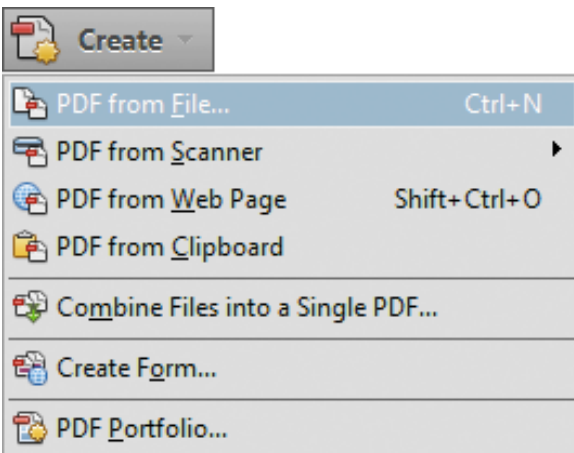 Create
PDF from File... Ctrl+N
PDF from Scanner
PDF from Web Page Shift+Ctrl+O
PDF from Clipboard
Combine Files into a Single PDF...
Create Form...
PDF Portfolio...